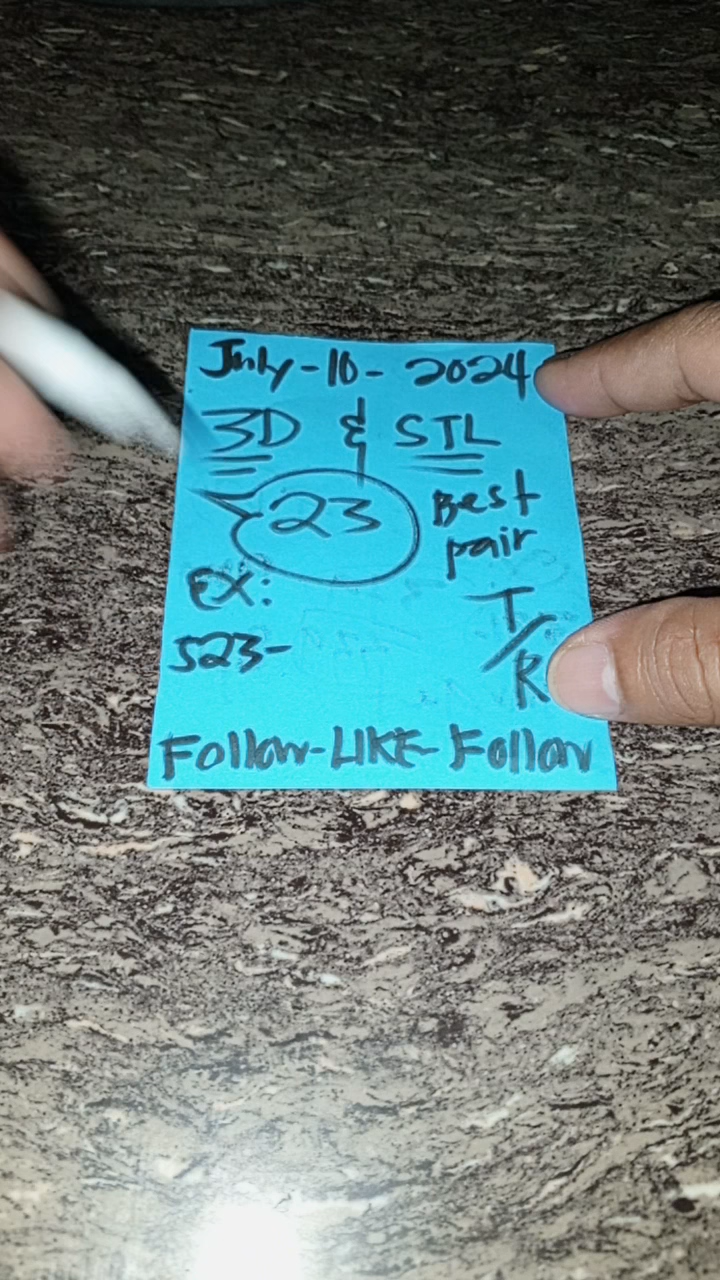 July-10-2024
3D & STL
23 Best
pair
EX: T/R
523-
Follow-LIKE-Follow